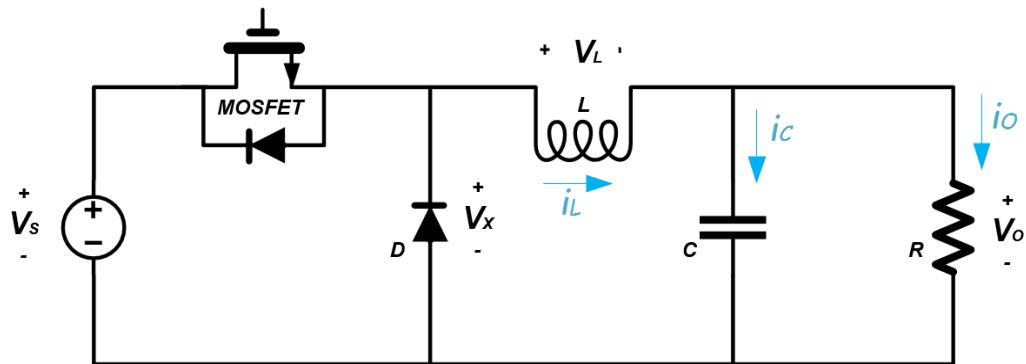 + VL -
MOSFET
L
iC
iO
iL
+
VS
-
+
-
D
+
VX
-
C
R
+
VO
-